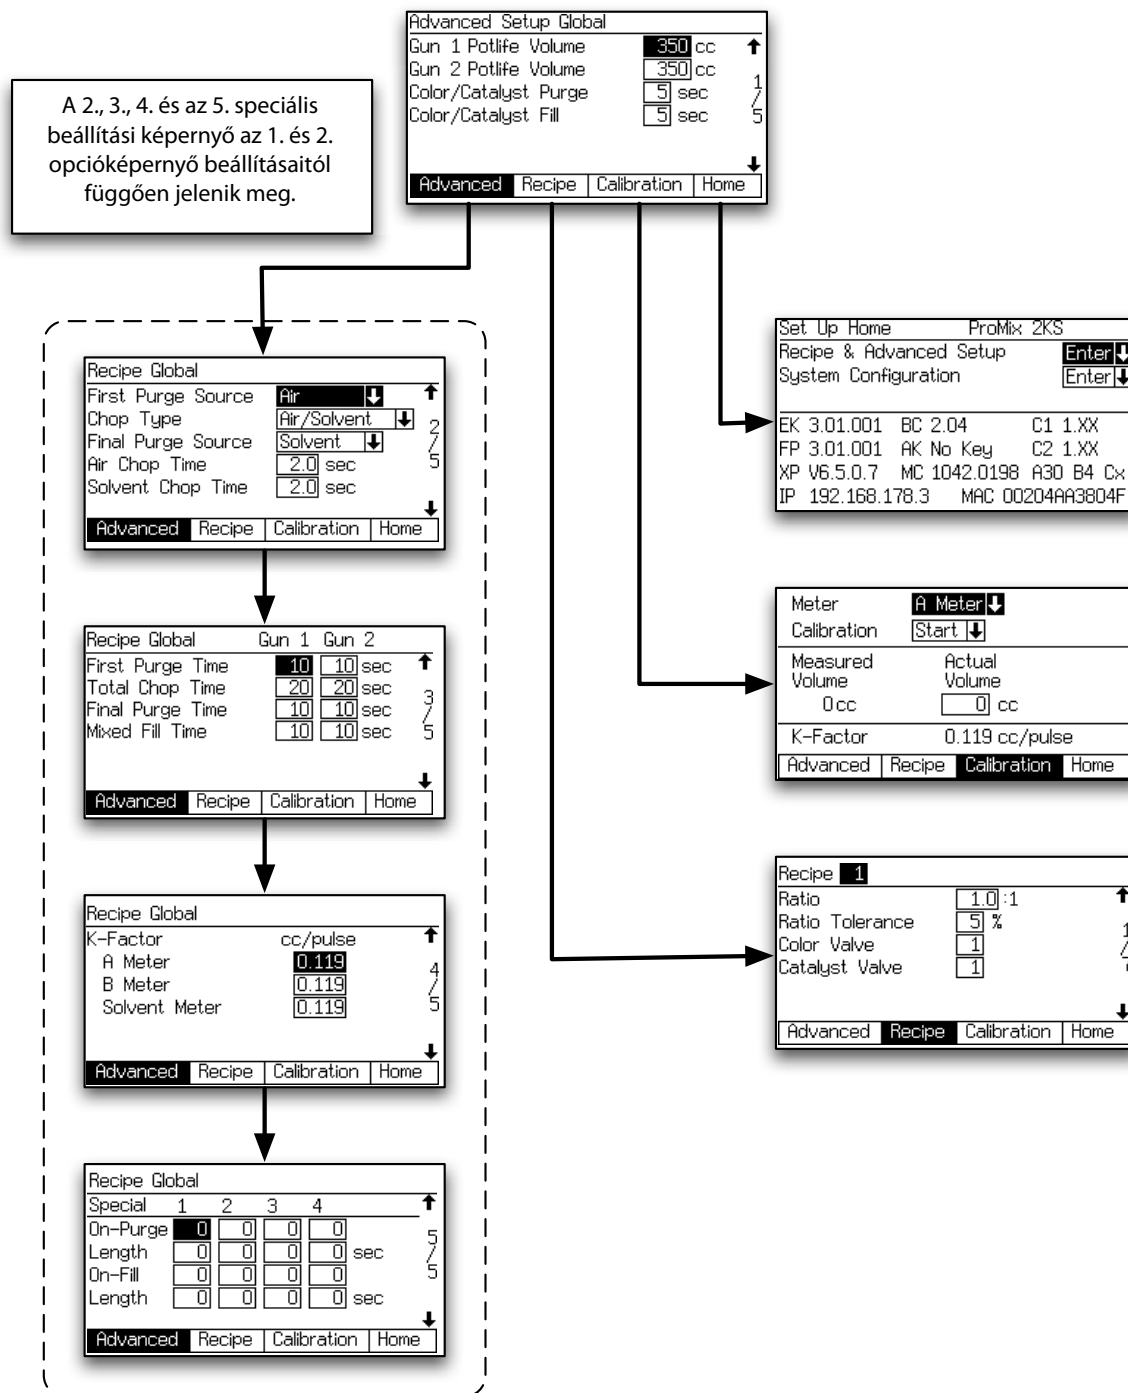 Advanced Setup Global
Gun 1 Potlife Volume 350 cc
Gun 2 Potlife Volume 350 cc
Color/Catalyst Purge 5 sec
Color/Catalyst Fill 5 sec
1/5
Advanced Recipe Calibration Home
A 2., 3., 4. és az 5. speciális
beállítási képernyő az 1. és 2.
opcióképernyő beállításaitól
függően jelenik meg.
Recipe Global
First Purge Source Air
Chop Type Air/Solvent
Final Purge Source Solvent
Air Chop Time 2.0 sec
Solvent Chop Time 2.0 sec
2/5
Advanced Recipe Calibration Home
Recipe Global Gun 1 Gun 2
First Purge Time 10 10 sec
Total Chop Time 20 20 sec
Final Purge Time 10 10 sec
Mixed Fill Time 10 10 sec
3/5
Advanced Recipe Calibration Home
Recipe Global
K-Factor cc/pulse
A Meter 0.119
B Meter 0.119
Solvent Meter 0.119
4/5
Advanced Recipe Calibration Home
Recipe Global
Special 1 2 3 4
On-Purge 0 0 0 0
Length 0 0 0 0 sec
On-Fill 0 0 0 0
Length 0 0 0 0 sec
5/5
Advanced Recipe Calibration Home
Set Up Home ProMix 2KS
Recipe & Advanced Setup Enter
System Configuration Enter
EK 3.01.001 BC 2.04 C1 1.XX
FP 3.01.001 AK No Key C2 1.XX
XP V6.5.0.7 MC 1042.0198 A30 B4 Cx
IP 192.168.178.3 MAC 00204AA3804F
Meter A Meter
Calibration Start
Measured Actual
Volume Volume
0 cc 0 cc
K-Factor 0.119 cc/pulse
Advanced Recipe Calibration Home
Recipe 1
Ratio 1.0 :1
Ratio Tolerance 5 %
Color Valve 1
Catalyst Valve 1
1/
Advanced Recipe Calibration Home